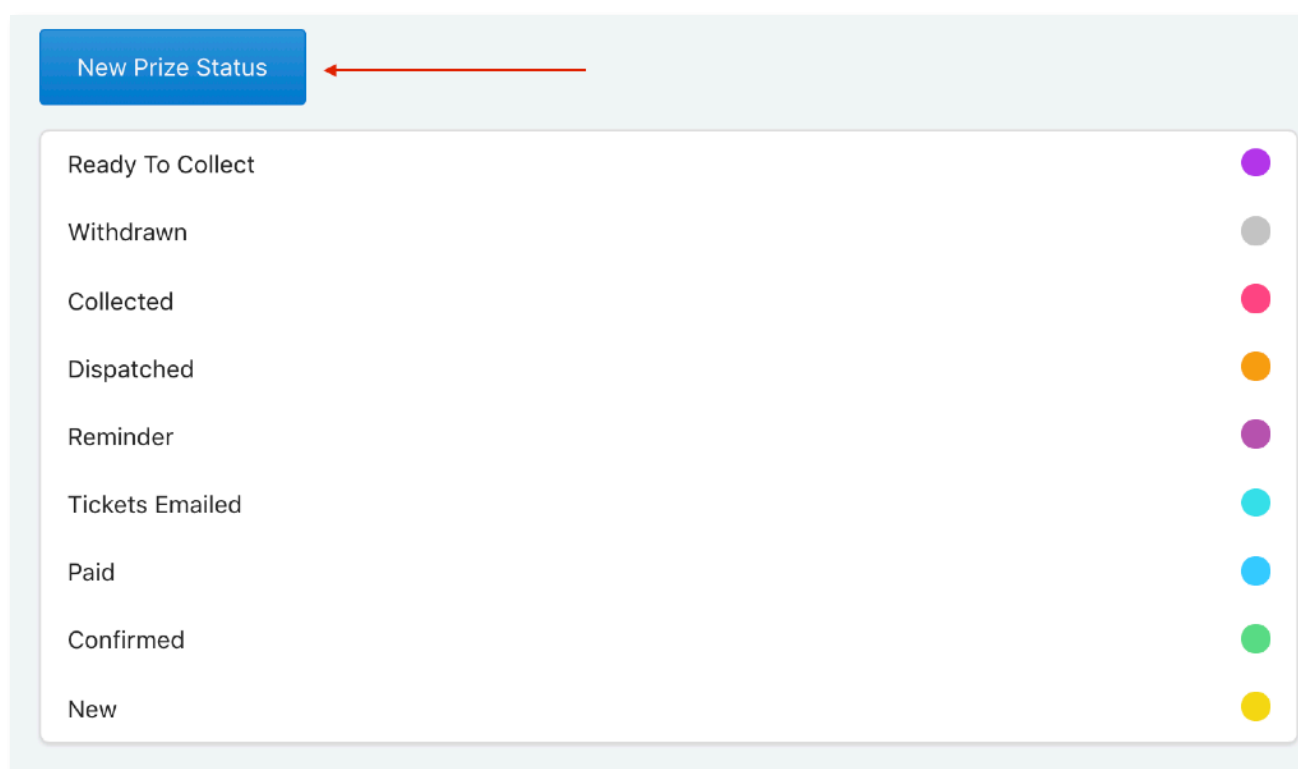 New Prize Status
Ready To Collect
Withdrawn
Collected
Dispatched
Reminder
Tickets Emailed
Paid
Confirmed
New